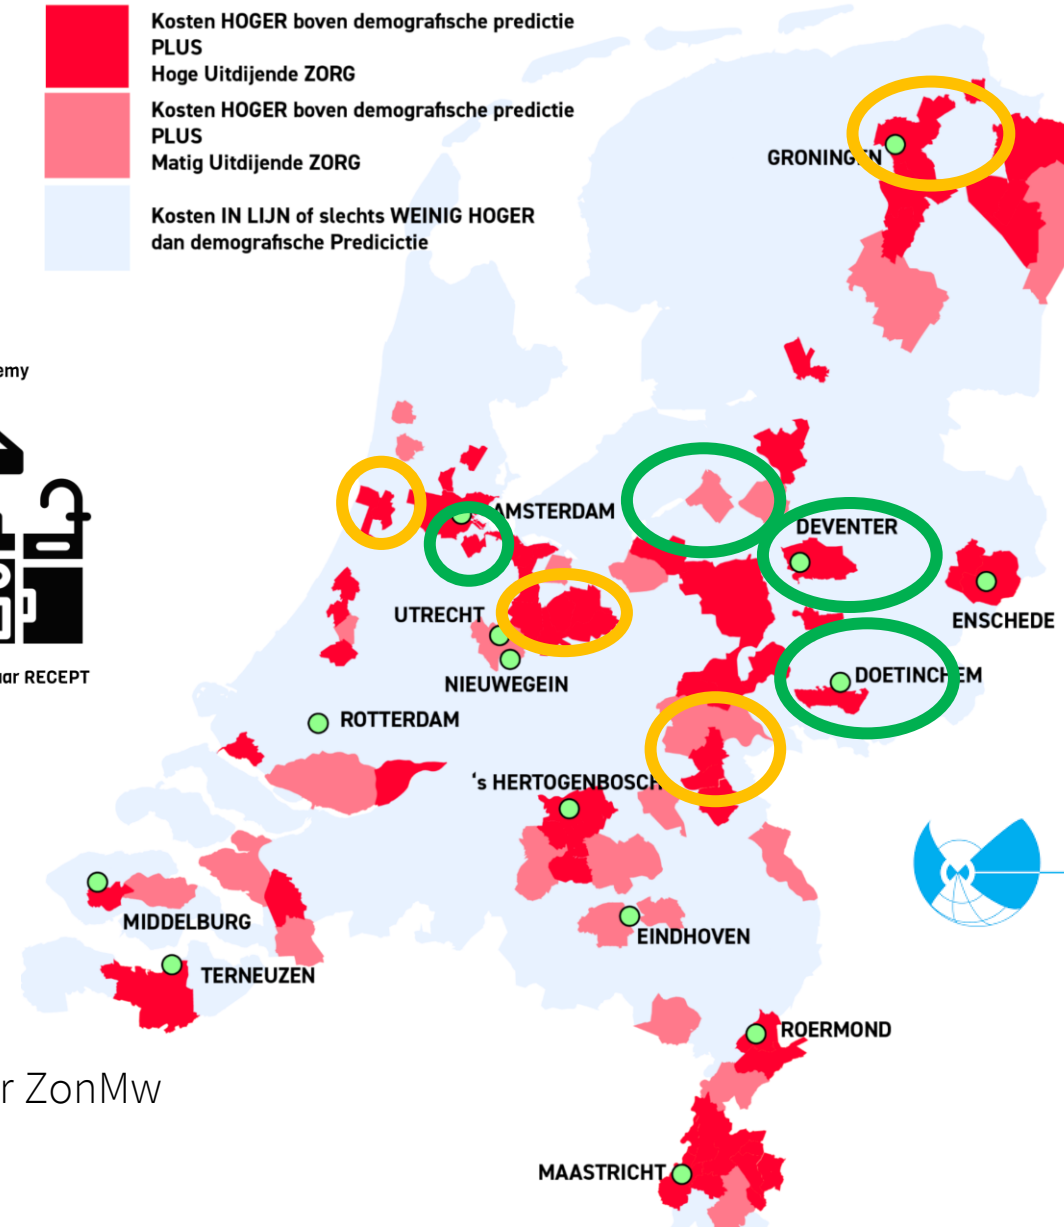 Kosten HOGER boven demografische predictie
PLUS
Hoge Uitdijende ZORG
Kosten HOGER boven demografische predictie
PLUS
Matig Uitdijende ZORG
Kosten IN LIJN of slechts WEINIG HOGER
dan demografische Predicictie
GRONINGEN
emy
AMSTERDAM
DEVENTER
UTRECHT
ENSCHEDE
NIEUWEGEIN
DOETINCHEM
ar RECEPT
ROTTERDAM
's HERTOGENBOSCH
MIDDELBURG
EINDHOVEN
TERNEUZEN
ROERMOND
r ZonMw
MAASTRICHT